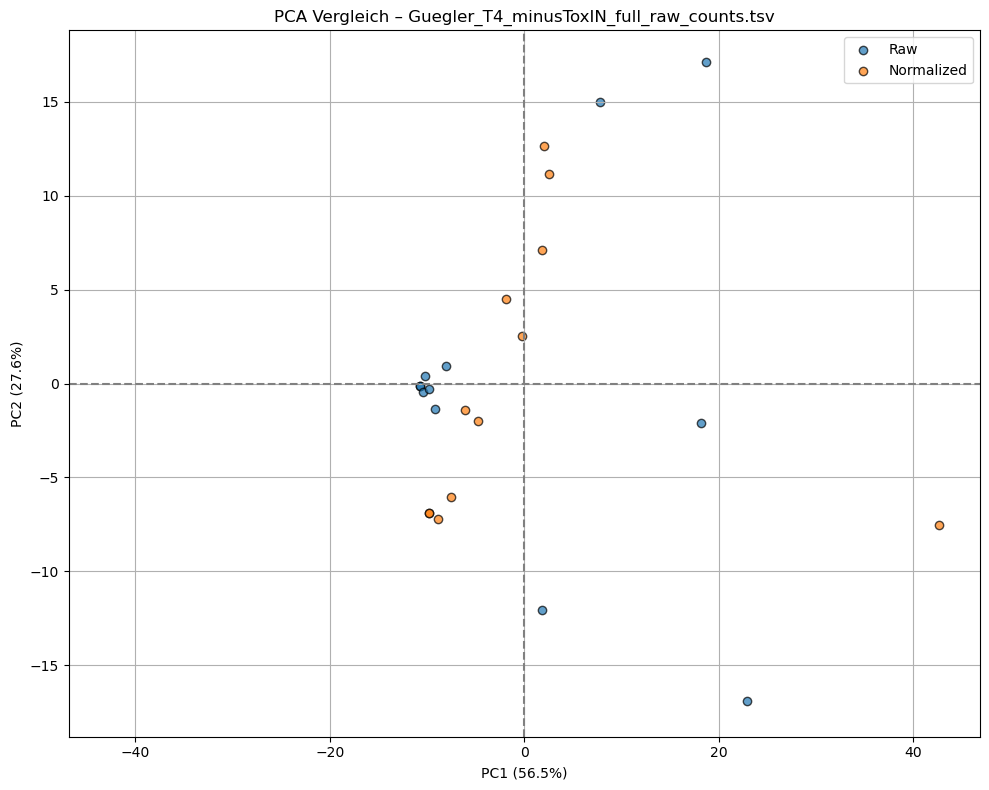 PCA Vergleich – Guegler_T4_minusToxIN_full_raw_counts.tsv
Raw
Normalized
15
10
5
0
−5
−10
−15
PC2 (27.6%)
−40
−20
0
20
40
PC1 (56.5%)